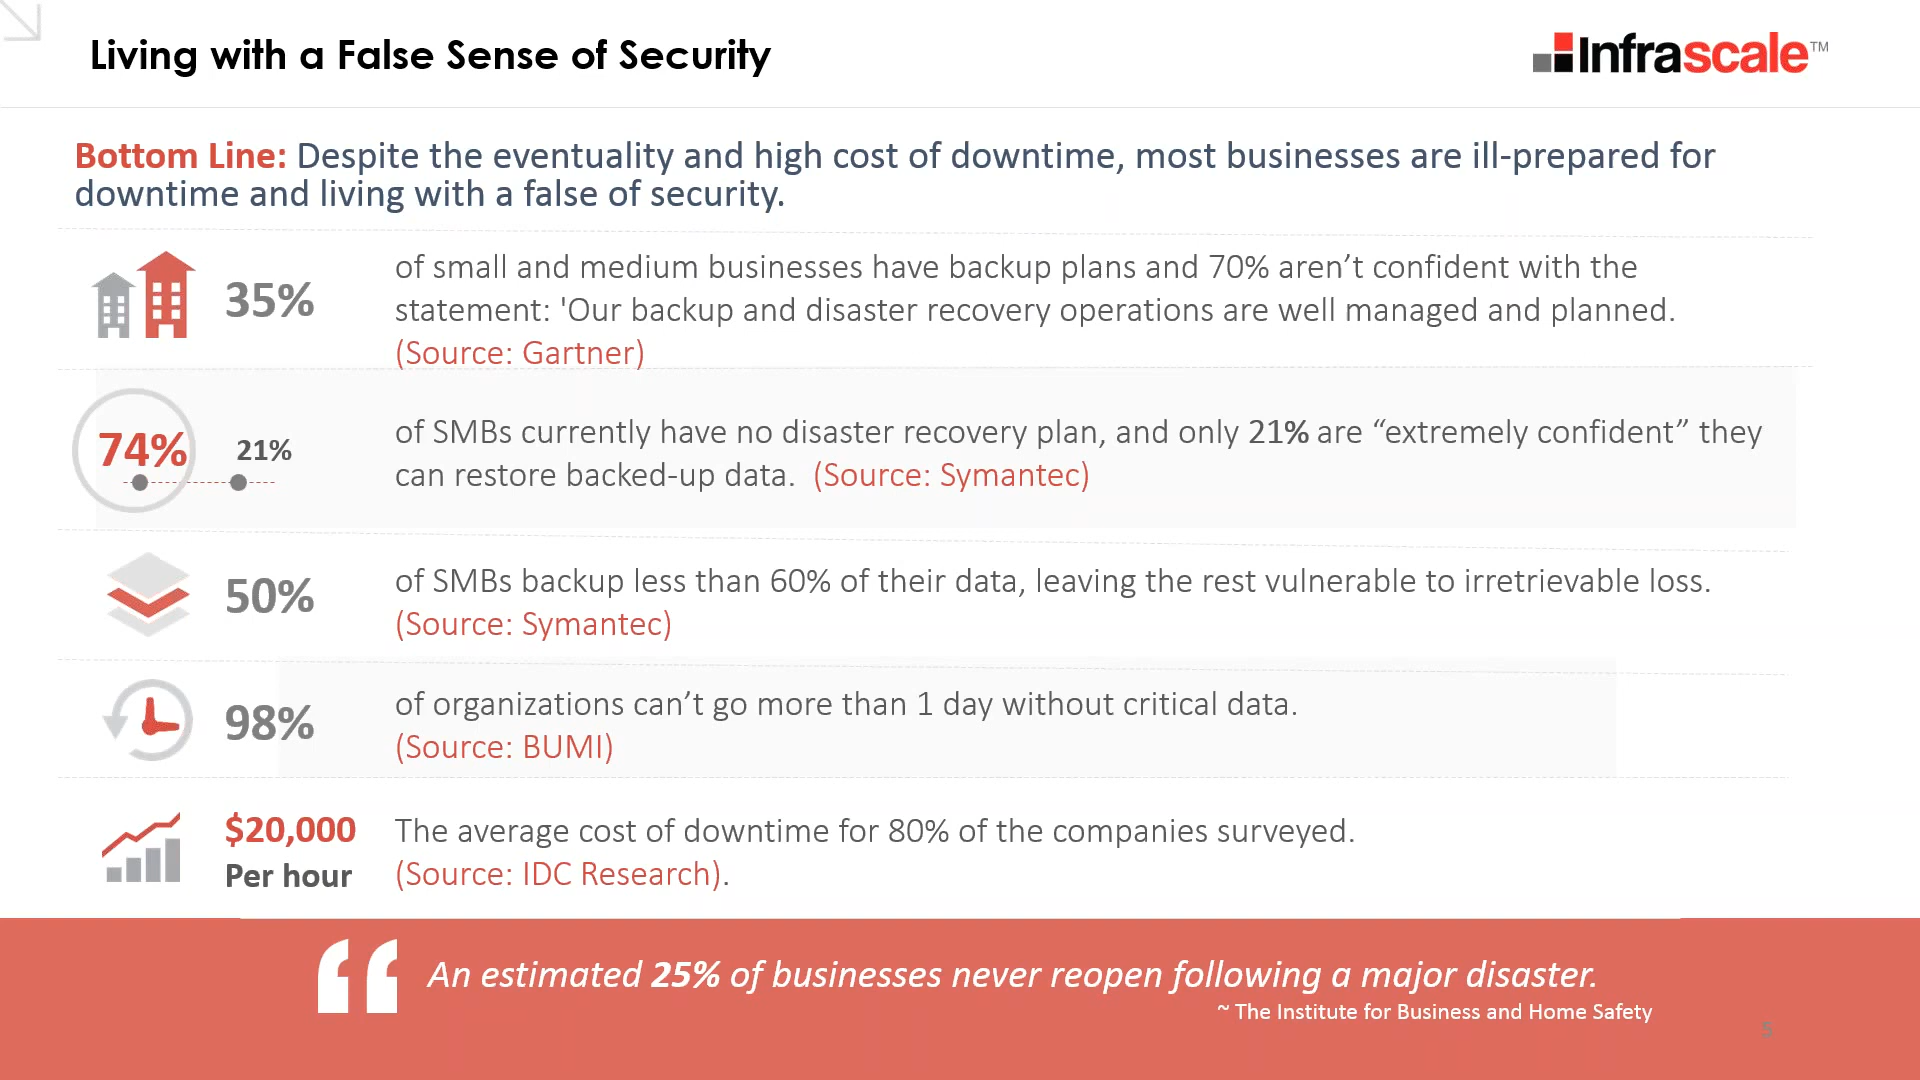 Living with a False Sense of Security
Infrascale™
Bottom Line: Despite the eventuality and high cost of downtime, most businesses are ill-prepared for
downtime and living with a false of security.
35%
of small and medium businesses have backup plans and 70% aren’t confident with the
statement: 'Our backup and disaster recovery operations are well managed and planned.
(Source: Gartner)
74%
21%
of SMBs currently have no disaster recovery plan, and only 21% are “extremely confident” they
can restore backed-up data. (Source: Symantec)
50%
of SMBs backup less than 60% of their data, leaving the rest vulnerable to irretrievable loss.
(Source: Symantec)
98%
of organizations can’t go more than 1 day without critical data.
(Source: BUMI)
$20,000
Per hour
The average cost of downtime for 80% of the companies surveyed.
(Source: IDC Research).
“
An estimated 25% of businesses never reopen following a major disaster.
~ The Institute for Business and Home Safety
5